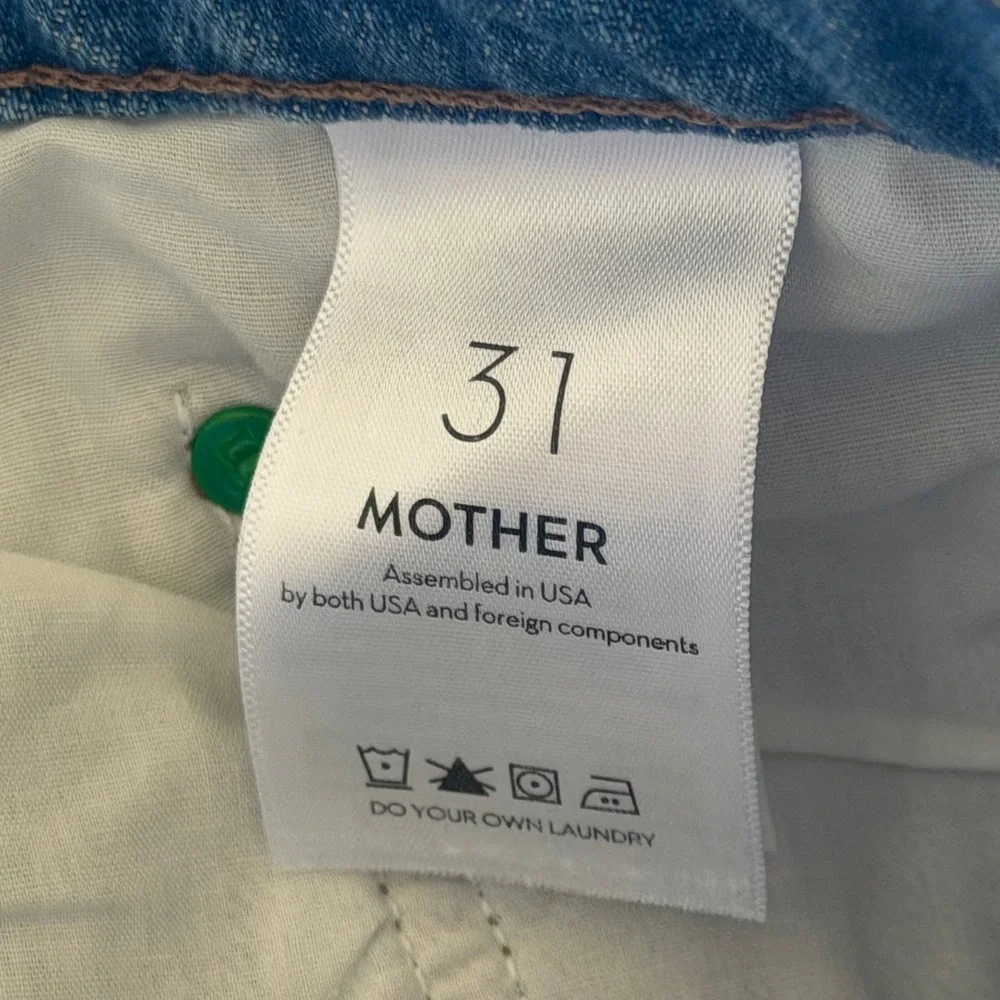 31
MOTHER
Assembled in USA
by both USA and foreign components
DO YOUR OWN LAUNDRY